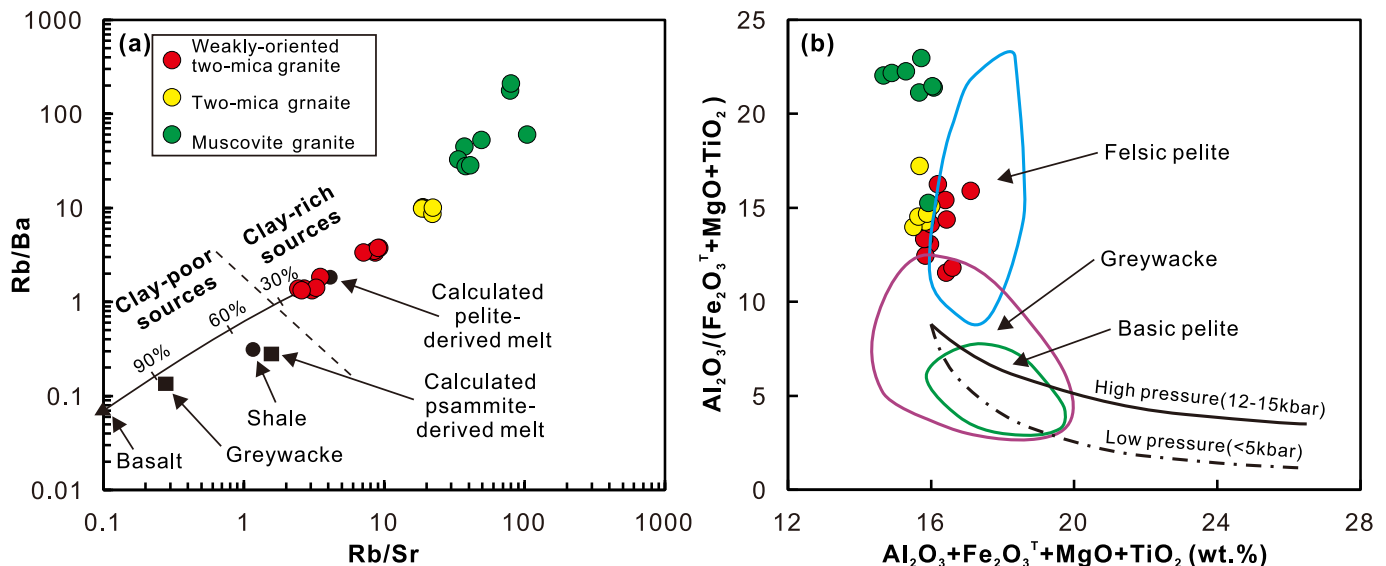 (a)
Weakly-oriented
two-mica granite
Two-mica grnaite
Muscovite granite
1000
100
10
1
0.1
0.01
Rb/Ba
0.1
1
10
100
1000
Rb/Sr
Clay-poor
sources
Clay-rich
sources
90%
60%
30%
Calculated
pelite-
derived melt
Calculated
psammite-
derived melt
Shale
Greywacke
Basalt
(b)
25
20
15
10
5
0
Al₂O₃/(Fe₂O₃ᵀ+MgO+TiO₂)
12
16
20
24
28
Al₂O₃+Fe₂O₃ᵀ+MgO+TiO₂ (wt.%)
Felsic pelite
Greywacke
Basic pelite
High pressure(12-15kbar)
Low pressure(<5kbar)